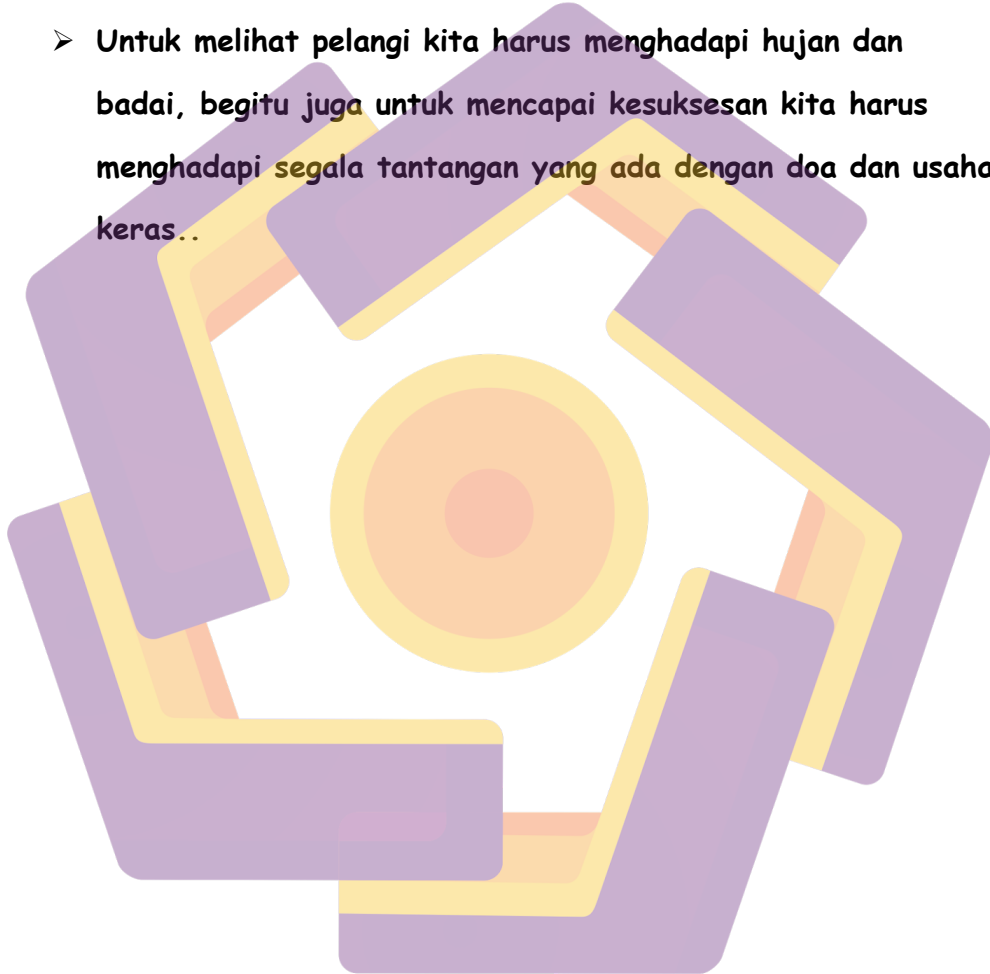 ➢ Untuk melihat pelangi kita harus menghadapi hujan dan
badai, begitu juga untuk mencapai kesuksesan kita harus
menghadapi segala tantangan yang ada dengan doa dan usaha
keras..